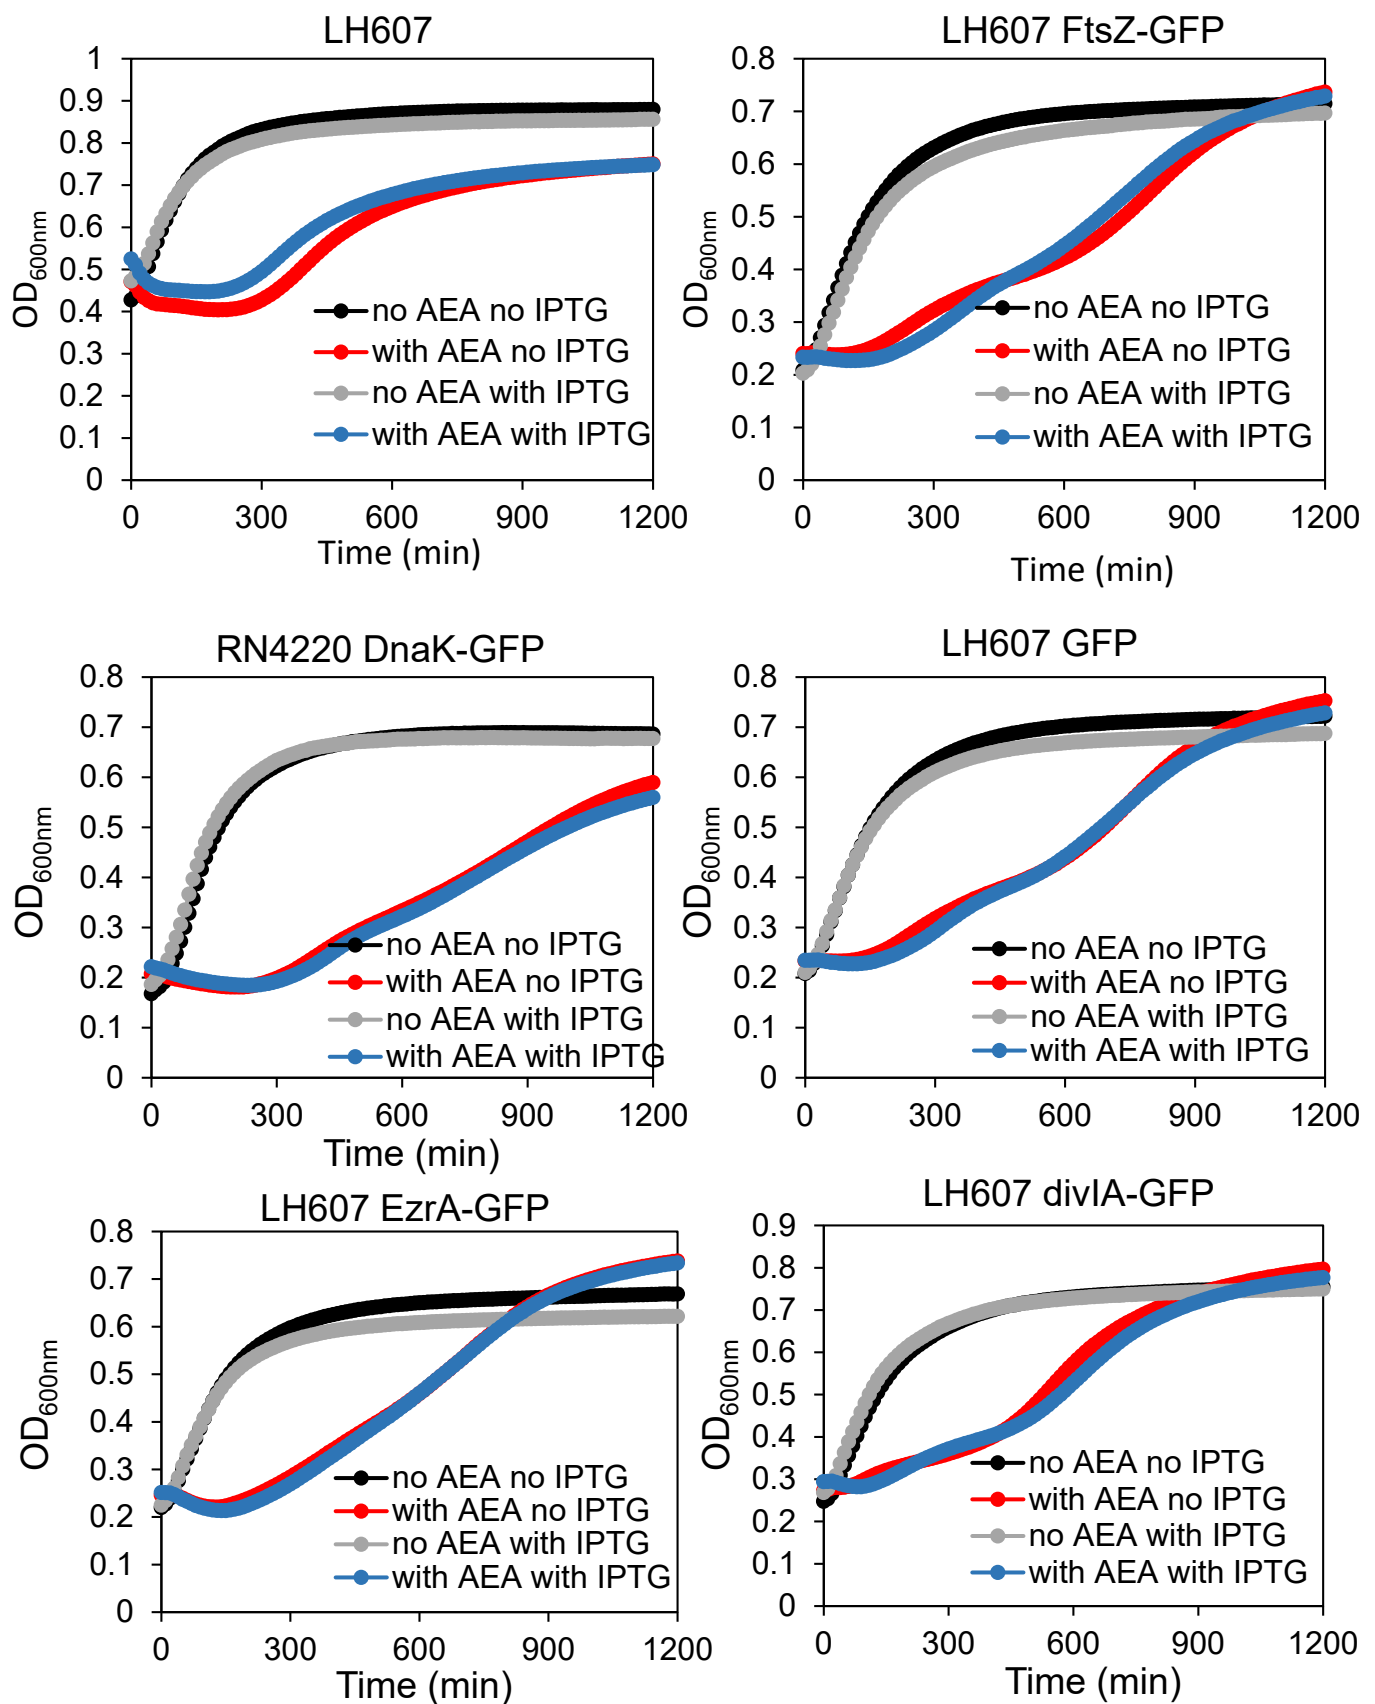 LH607
1
0.9
0.8
0.7
0.6
0.5
0.4
0.3
0.2
0.1
0
OD600nm
no AEA no IPTG
with AEA no IPTG
no AEA with IPTG
with AEA with IPTG
0 300 600 900 1200
Time (min)
LH607 FtsZ-GFP
0.8
0.7
0.6
0.5
0.4
0.3
0.2
0.1
0
OD600nm
no AEA no IPTG
with AEA no IPTG
no AEA with IPTG
with AEA with IPTG
0 300 600 900 1200
Time (min)
RN4220 DnaK-GFP
0.8
0.7
0.6
0.5
0.4
0.3
0.2
0.1
0
OD600nm
no AEA no IPTG
with AEA no IPTG
no AEA with IPTG
with AEA with IPTG
0 300 600 900 1200
Time (min)
LH607 GFP
0.8
0.7
0.6
0.5
0.4
0.3
0.2
0.1
0
OD600nm
no AEA no IPTG
with AEA no IPTG
no AEA with IPTG
with AEA with IPTG
0 300 600 900 1200
Time (min)
LH607 EzrA-GFP
0.8
0.7
0.6
0.5
0.4
0.3
0.2
0.1
0
OD600nm
no AEA no IPTG
with AEA no IPTG
no AEA with IPTG
with AEA with IPTG
0 300 600 900 1200
Time (min)
LH607 divIA-GFP
0.9
0.8
0.7
0.6
0.5
0.4
0.3
0.2
0.1
0
OD600nm
no AEA no IPTG
with AEA no IPTG
no AEA with IPTG
with AEA with IPTG
0 300 600 900 1200
Time (min)